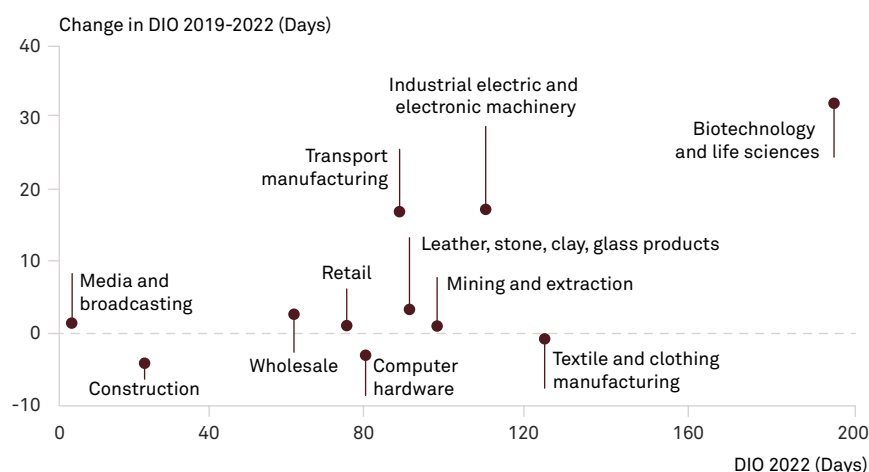 Change in DIO 2019-2022 (Days)
40
30
20
10
0
-10
Industrial electric and
electronic machinery
Biotechnology
and life sciences
Transport
manufacturing
Leather, stone, clay, glass products
Media and
broadcasting
Retail
Mining and extraction
Construction
Wholesale
Computer
hardware
Textile and clothing
manufacturing
0
40
80
120
160
200
DIO 2022 (Days)